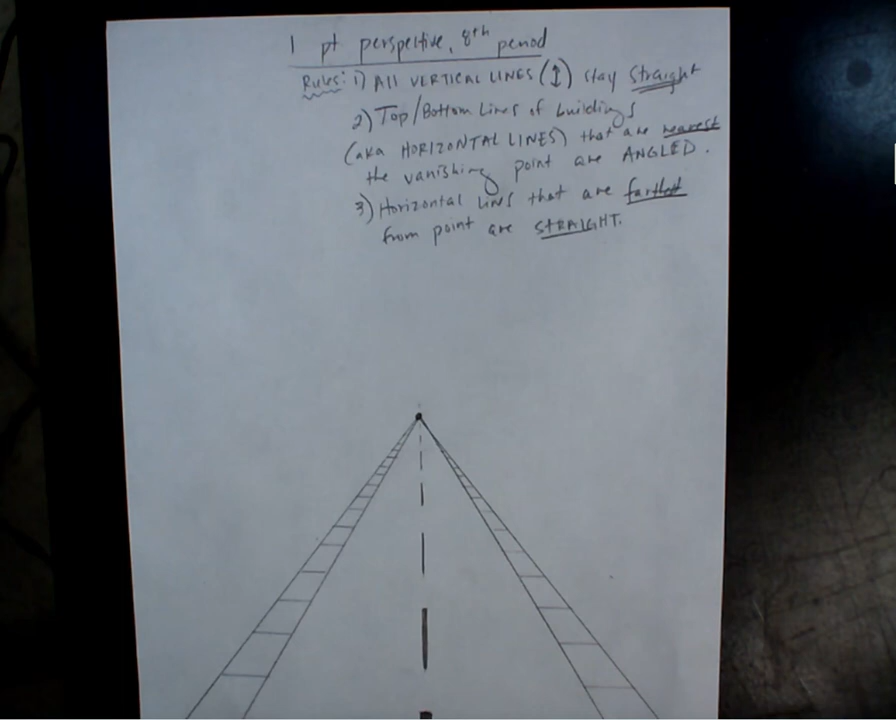 1 pt perspective, 8th period
Rules: 1) All VERTICAL LINES (↕) stay straight
2) Top/Bottom Lines of buildings
(aka HORIZONTAL LINES) that are nearest
the vanishing point are ANGLED.
3) Horizontal lines that are farthest
from point are STRAIGHT.